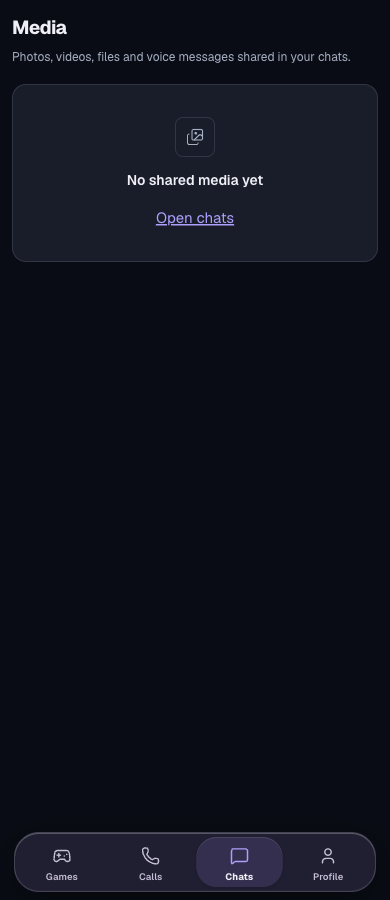 Media
Photos, videos, files and voice messages shared in your chats.
No shared media yet
Open chats
Games
Calls
Chats
Profile